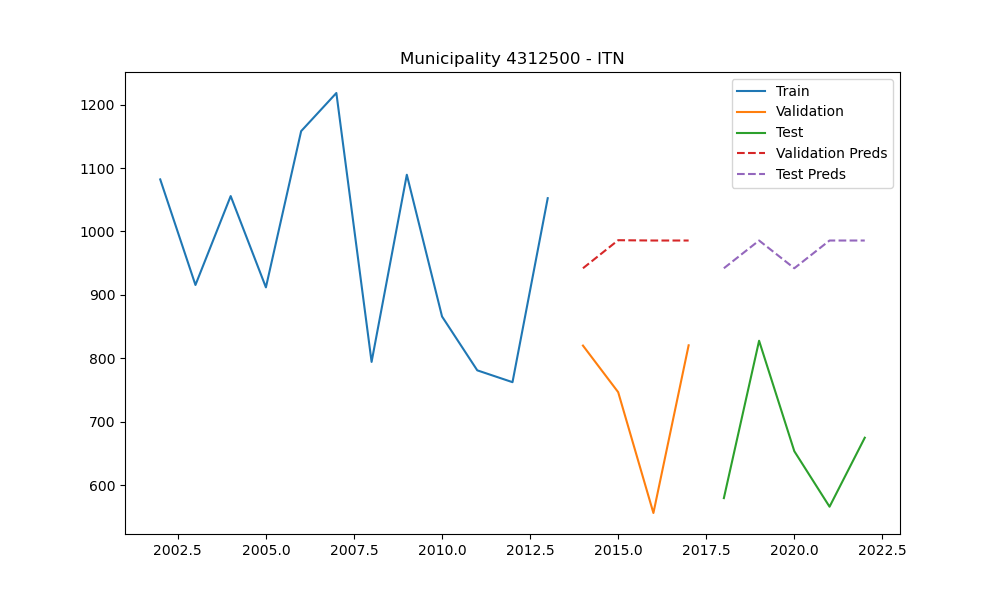 Municipality 4312500 - ITN
Train
Validation
Test
Validation Preds
Test Preds
1200
1100
1000
900
800
700
600
2002.5 2005.0 2007.5 2010.0 2012.5 2015.0 2017.5 2020.0 2022.5